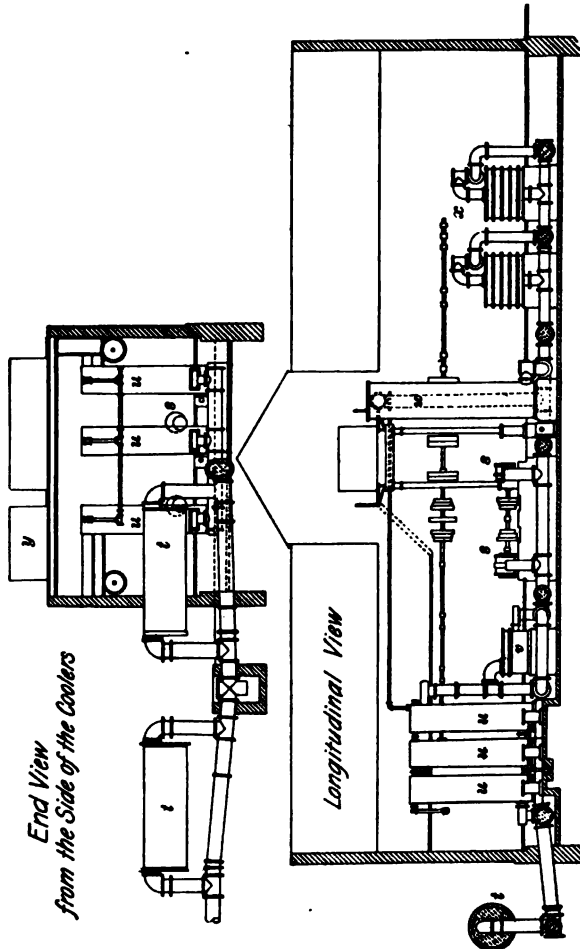 End View
from the Side of the Coolers
y
u
u
u
s
t
t
Longitudinal View
x
s
s
v
u
u
u
t